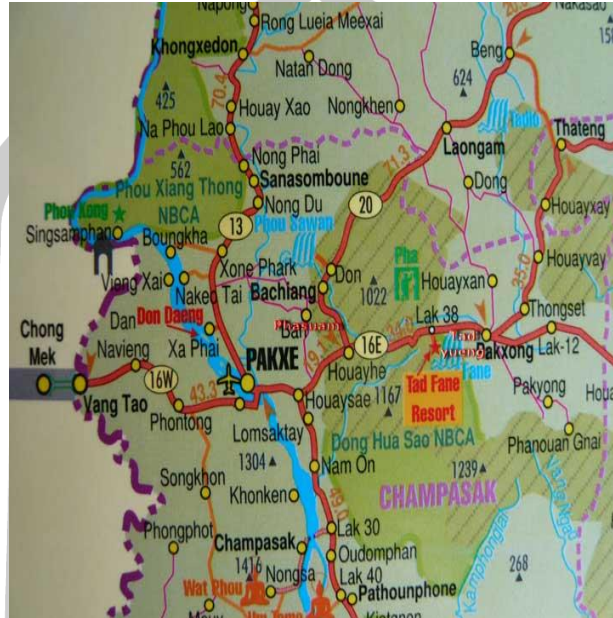 Napong
Rong Lueia Meexai
Nakasao
Khongxedon
Natan Dong
Beng
624
425
70.4
Houay Xao
Nongkhen
Tadlo
Na Phou Lao
Thateng
562
Nong Phai
Laongam
71.3
Phou Xiang Thong
NBCA
Sanasomboune
Dong
Nong Du
20
Houayxay
Phou Kong
Singsamphan
13
Phou Sawan
Boungkha
Xone Phark
Don
Pha
Houayvay
35.0
Vieng Xai
Naked Tai
Bachiang
1022
Houayxan
Dan
Don Daeng
Ban
Lak 38
Thongset
Chong
Mek
Xa Phai
Navieng
PAKXE
16E
Pakxong
Lak-12
16W
43.3
Houayhe
Fane
Vang Tao
Phontong
Houaysae
1167
Tad Fane
Resort
Pakyong
Lomsaktay
Dong Hua Sao NBCA
Phanouan Gnai
1304
Nam On
1239
Songkhon
Khonken
CHAMPASAK
Phongphot
Lak 30
Champasak
Oudomphan
268
1416
Nongsa
Lak 40
Wat Phou
Pathounphone